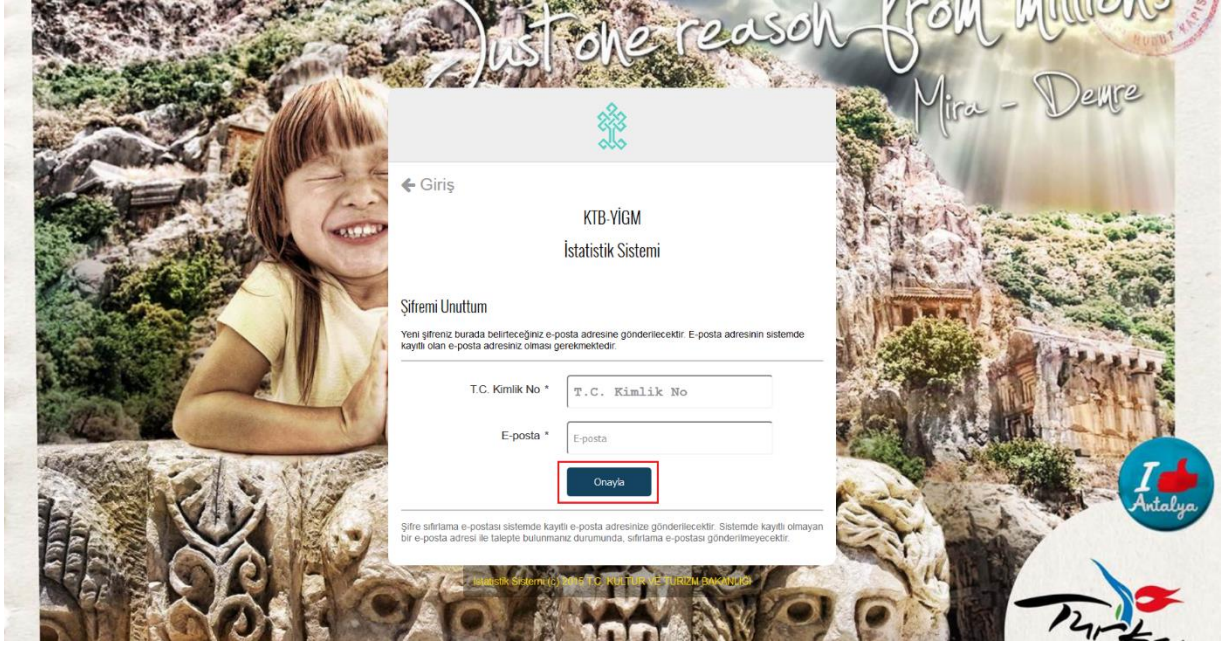 Just one reason from millions
HUDUT KAPISI
Mira - Demre
Giriş
KTB-YİGM
İstatistik Sistemi
Şifremi Unuttum
Yeni şifreniz burada belirteceğiniz e-posta adresine gönderilecektir. E-posta adresinin sistemde
kayıtlı olan e-posta adresiniz olması gerekmektedir.
T.C. Kimlik No *
T.C. Kimlik No
E-posta *
E-posta
Onayla
Şifre sıfırlama e-postası sistemde kayıtlı e-posta adresinize gönderilecektir. Sistemde kayıtlı olmayan
bir e-posta adresi ile talepte bulunmanız durumunda, sıfırlama e-postası gönderilmeyecektir.
I
Antalya
İstatistik Sistemi (c) 2015 T.C. KÜLTÜR VE TURİZM BAKANLIĞI